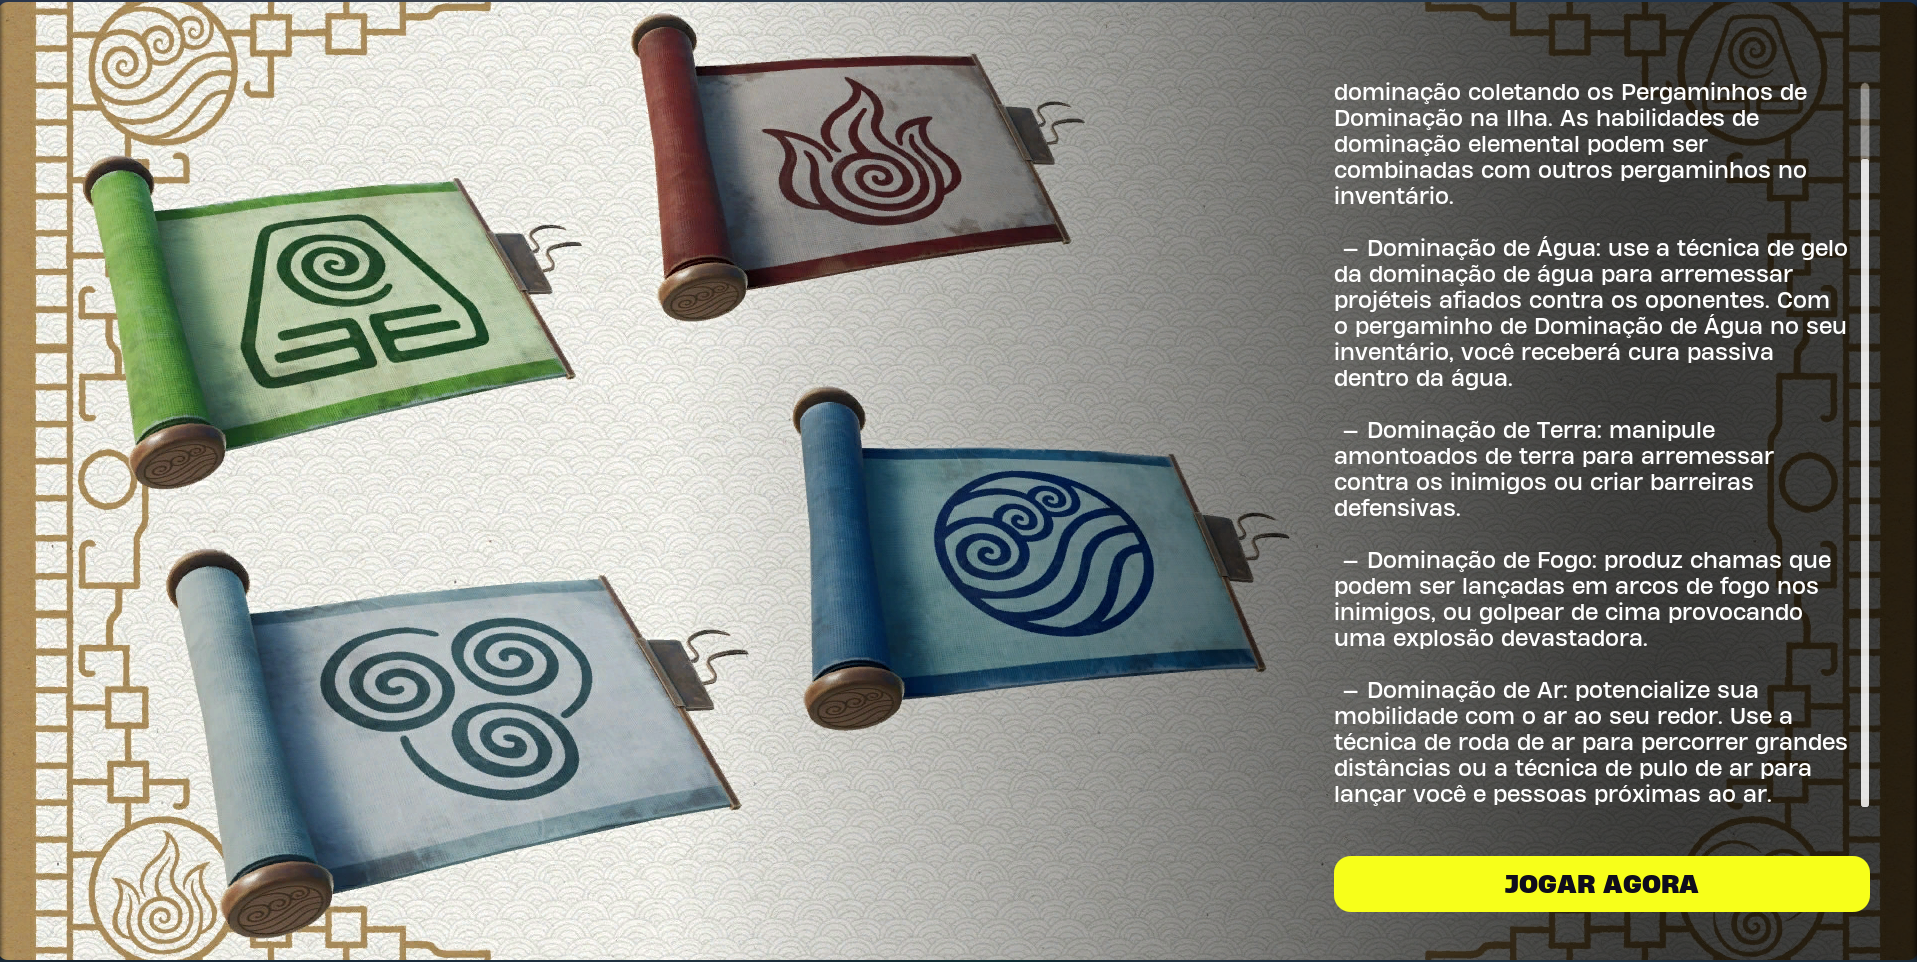 dominação coletando os Pergaminhos de
Dominação na Ilha. As habilidades de
dominação elemental podem ser
combinadas com outros pergaminhos no
inventário.
– Dominação de Água: use a técnica de gelo
da dominação de água para arremessar
projéteis afiados contra os oponentes. Com
o pergaminho de Dominação de Água no seu
inventário, você receberá cura passiva
dentro da água.
– Dominação de Terra: manipule
amontoados de terra para arremessar
contra os inimigos ou criar barreiras
defensivas.
– Dominação de Fogo: produz chamas que
podem ser lançadas em arcos de fogo nos
inimigos, ou golpear de cima provocando
uma explosão devastadora.
– Dominação de Ar: potencialize sua
mobilidade com o ar ao seu redor. Use a
técnica de roda de ar para percorrer grandes
distâncias ou a técnica de pulo de ar para
lançar você e pessoas próximas ao ar.
JOGAR AGORA